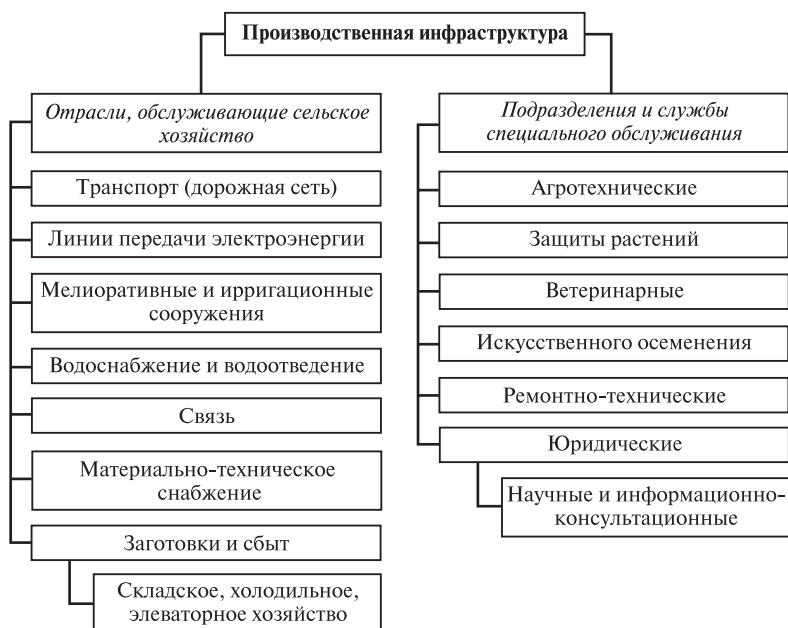 Производственная инфраструктура
Отрасли, обслуживающие сельское
хозяйство
Транспорт (дорожная сеть)
Линии передачи электроэнергии
Мелиоративные и ирригационные
сооружения
Водоснабжение и водоотведение
Связь
Материально-техническое
снабжение
Заготовки и сбыт
Складское, холодильное,
элеваторное хозяйство
Подразделения и службы
специального обслуживания
Агротехнические
Защиты растений
Ветеринарные
Искусственного осеменения
Ремонтно-технические
Юридические
Научные и информационно-
консультационные